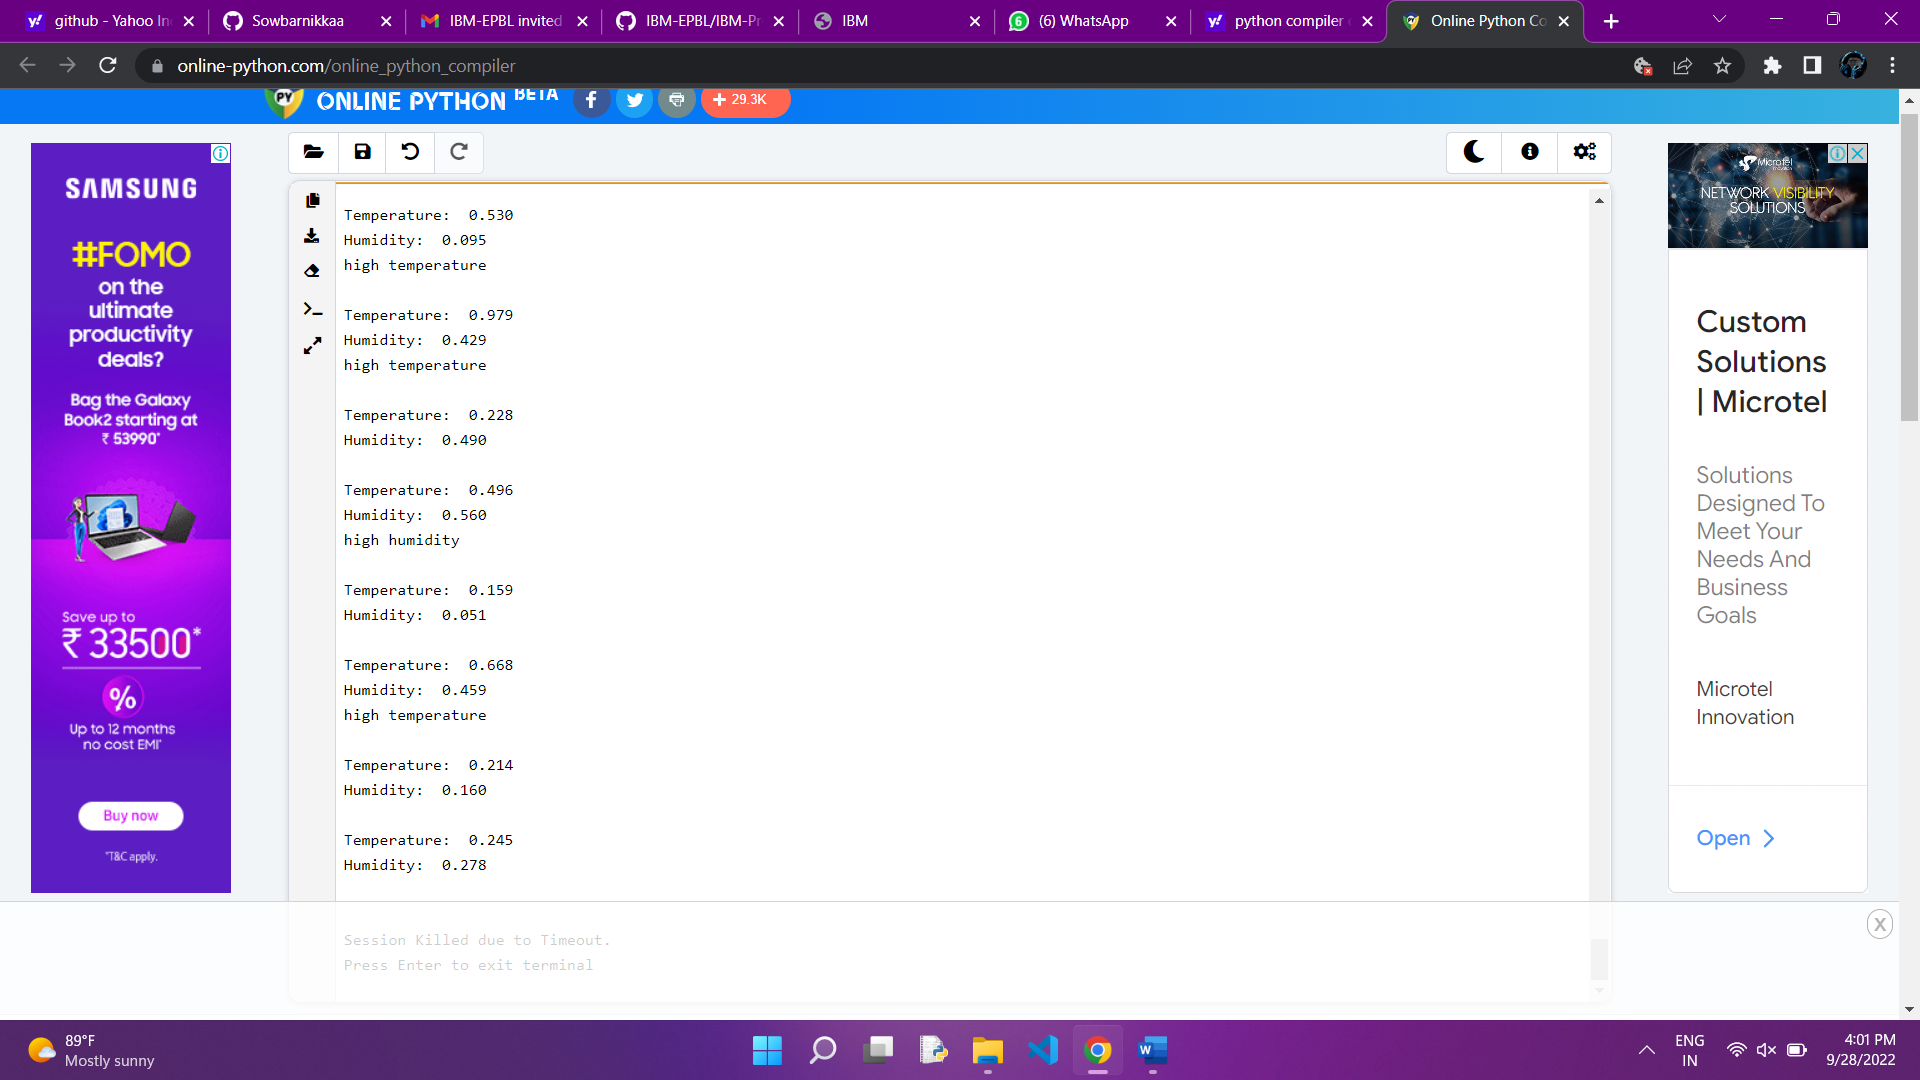 github - Yahoo In
Sowbarnikkaa
IBM-EPBL invited
IBM-EPBL/IBM-Pr
IBM
(6) WhatsApp
python compiler
Online Python Co
online-python.com/online_python_compiler
ONLINE PYTHON BETA
29.3K
SAMSUNG
#FOMO
on the
ultimate
productivity
deals?
Bag the Galaxy
Book2 starting at
₹ 53990*
Save up to
₹ 33500*
%
Up to 12 months
no cost EMI*
Buy now
*T&C apply.
Temperature:  0.530
Humidity:  0.095
high temperature
Temperature:  0.979
Humidity:  0.429
high temperature
Temperature:  0.228
Humidity:  0.490
Temperature:  0.496
Humidity:  0.560
high humidity
Temperature:  0.159
Humidity:  0.051
Temperature:  0.668
Humidity:  0.459
high temperature
Temperature:  0.214
Humidity:  0.160
Temperature:  0.245
Humidity:  0.278
Session Killed due to Timeout.
Press Enter to exit terminal
Microtel
NETWORK VISIBILITY
SOLUTIONS
Custom
Solutions
| Microtel
Solutions
Designed To
Meet Your
Needs And
Business
Goals
Microtel
Innovation
Open
X
89°F
Mostly sunny
ENG
IN
4:01 PM
9/28/2022